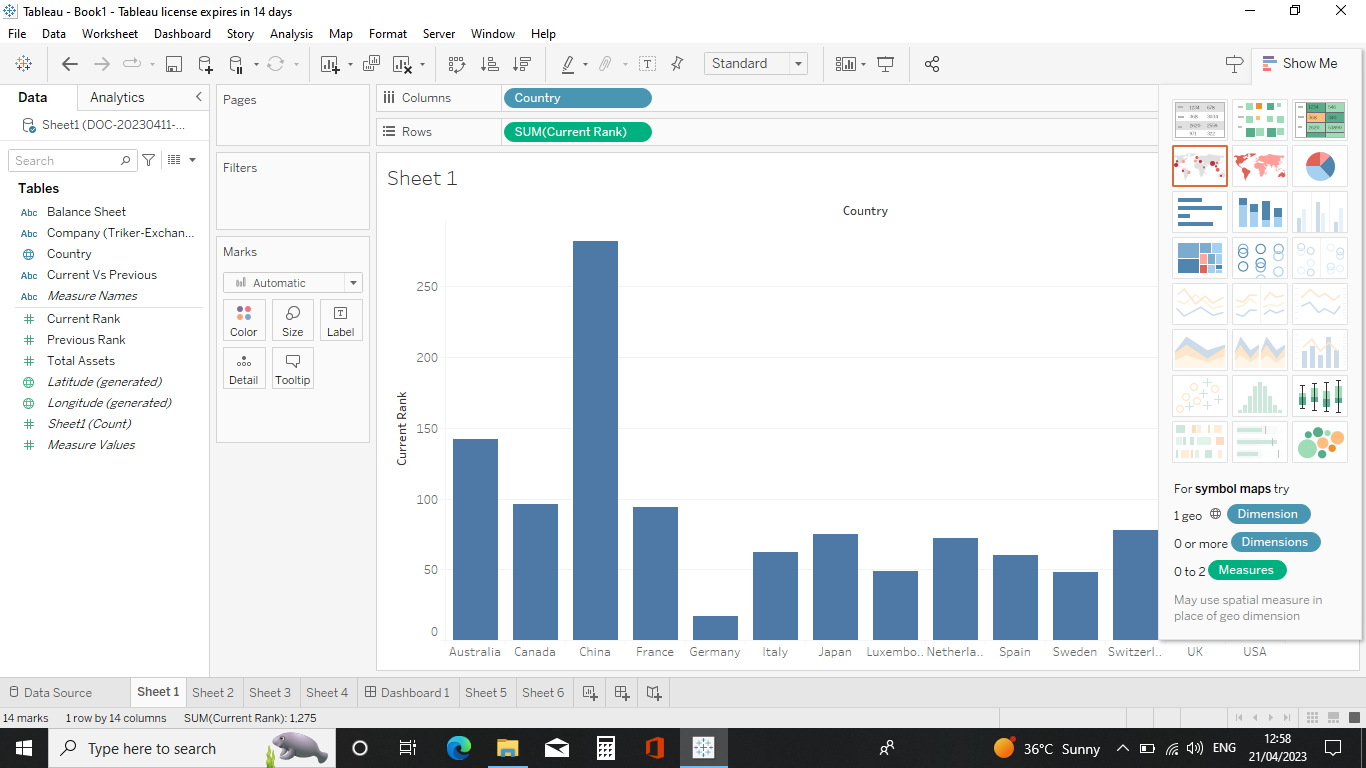 Tableau - Book1 - Tableau license expires in 14 days
File Data Worksheet Dashboard Story Analysis Map Format Server Window Help
Standard
Show Me
Data Analytics
Pages
Columns
Country
Sheet1 (DOC-20230411-...
Rows
SUM(Current Rank)
Search
Filters
Sheet 1
Tables
Country
Abc Balance Sheet
Abc Company (Triker-Exchan...
Country
Abc Current Vs Previous
Abc Measure Names
Current Rank
Previous Rank
Total Assets
Latitude (generated)
Longitude (generated)
Sheet1 (Count)
Measure Values
Marks
Automatic
Color Size Label
Detail Tooltip
Current Rank
250
200
150
100
50
0
Australia Canada China France Germany Italy Japan Luxembo.. Netherla.. Spain Sweden Switzerl.. UK USA
For symbol maps try
1 geo Dimension
0 or more Dimensions
0 to 2 Measures
May use spatial measure in
place of geo dimension
Data Source Sheet 1 Sheet 2 Sheet 3 Sheet 4 Dashboard 1 Sheet 5 Sheet 6
14 marks 1 row by 14 columns SUM(Current Rank): 1,275
Type here to search
36°C Sunny
ENG
12:58
21/04/2023